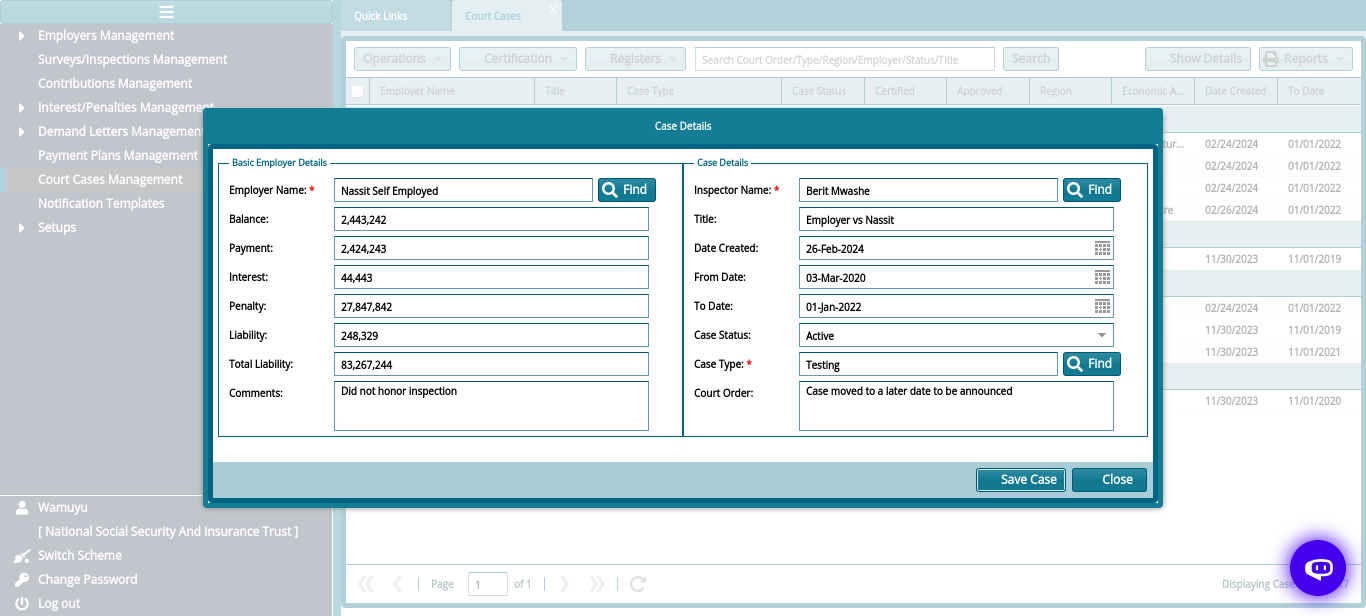 Quick Links
Court Cases
Employers Management
Surveys/Inspections Management
Contributions Management
Interest/Penalties Management
Demand Letters Management
Payment Plans Management
Court Cases Management
Notification Templates
Setups
Operations
Certification
Registers
Search Court Order/Type/Region/Employer/Status/Title
Search
Show Details
Reports
Employer Name Title Case Type Case Status Certified Approved Region Economic A... Date Created To Date
Case Details
Basic Employer Details
Employer Name: * Nassit Self Employed Find
Balance: 2,443,242
Payment: 2,424,243
Interest: 44,443
Penalty: 27,847,842
Liability: 248,329
Total Liability: 83,267,244
Comments: Did not honor inspection
Case Details
Inspector Name: * Berit Mwashe Find
Title: Employer vs Nassit
Date Created: 26-Feb-2024
From Date: 03-Mar-2020
To Date: 01-Jan-2022
Case Status: Active
Case Type: * Testing Find
Court Order: Case moved to a later date to be announced
Save Case
Close
02/24/2024 01/01/2022
02/24/2024 01/01/2022
02/24/2024 01/01/2022
02/26/2024 01/01/2022
11/30/2023 11/01/2019
02/24/2024 01/01/2022
11/30/2023 11/01/2019
11/30/2023 11/01/2021
11/30/2023 11/01/2020
Wamuyu
[ National Social Security And Insurance Trust ]
Switch Scheme
Change Password
Log out
Page 1 of 1
Displaying